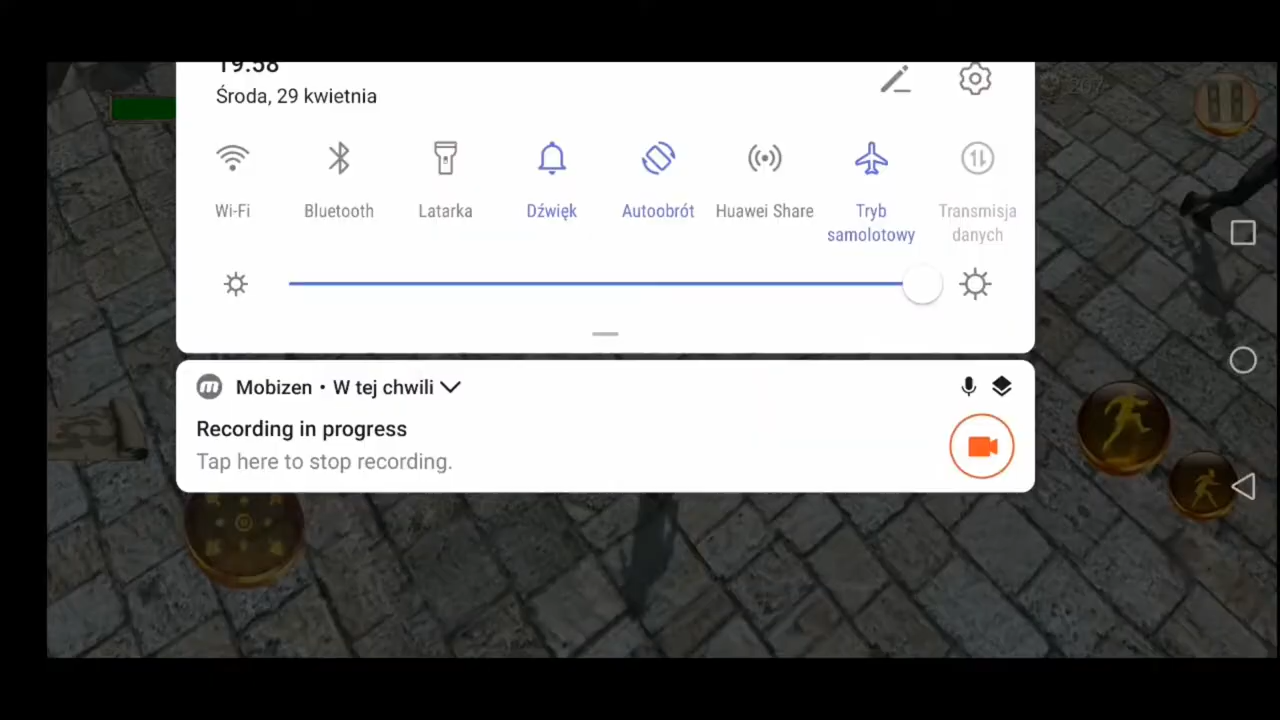 19:58
Środa, 29 kwietnia
Wi-Fi
Bluetooth
Latarka
Dźwięk
Autoobrót
Huawei Share
Tryb
samolotowy
Transmisja
danych
Mobizen • W tej chwili
Recording in progress
Tap here to stop recording.